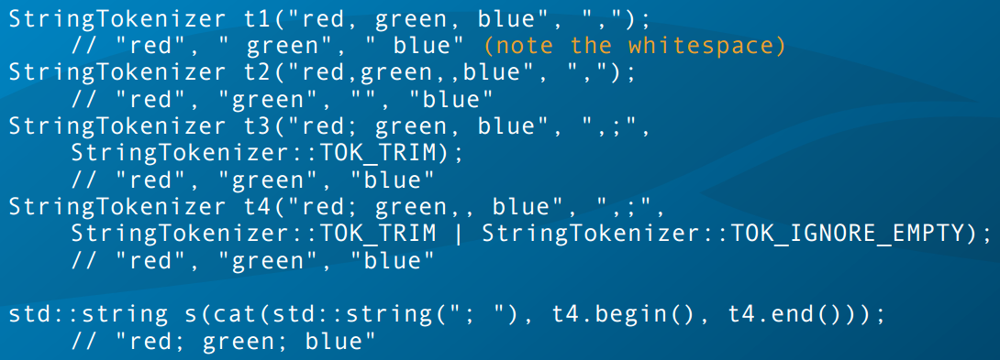 StringTokenizer t1("red, green, blue", ",");
// "red", " green", " blue" (note the whitespace)
StringTokenizer t2("red,green,,blue", ",");
// "red", "green", "", "blue"
StringTokenizer t3("red; green, blue", ",;",
StringTokenizer::TOK_TRIM);
// "red", "green", "blue"
StringTokenizer t4("red; green,, blue", ",;",
StringTokenizer::TOK_TRIM | StringTokenizer::TOK_IGNORE_EMPTY);
// "red", "green", "blue"
std::string s(cat(std::string("; "), t4.begin(), t4.end()));
// "red; green; blue"